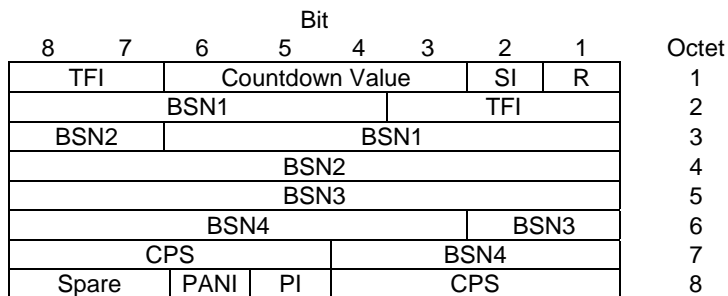 Bit
8 7 6 5 4 3 2 1 Octet
TFI Countdown Value SI R 1
BSN1 TFI 2
BSN2 BSN1 3
BSN2 4
BSN3 5
BSN4 BSN3 6
CPS BSN4 7
Spare PANI PI CPS 8